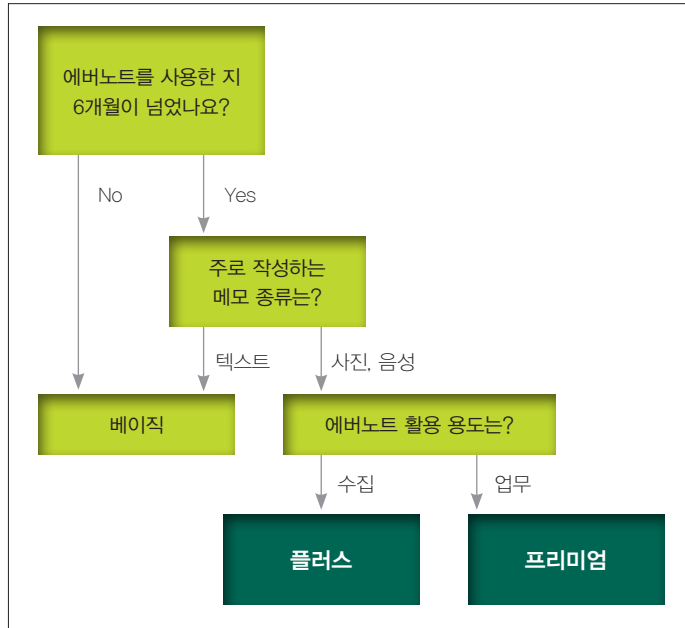 에버노트를 사용한 지
6개월이 넘었나요?
No
Yes
주로 작성하는
메모 종류는?
텍스트
사진, 음성
베이직
에버노트 활용 용도는?
수집
업무
플러스
프리미엄